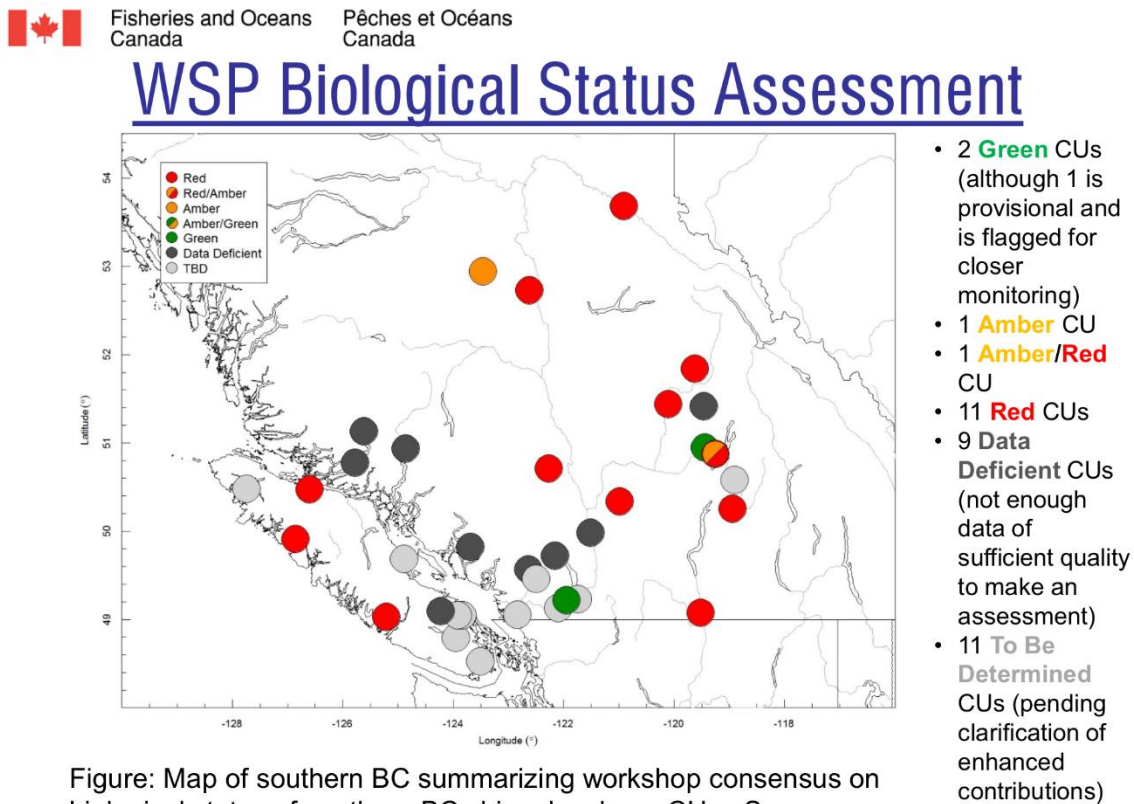 Fisheries and Oceans
Canada
Pêches et Océans
Canada
WSP Biological Status Assessment
Red
Red/Amber
Amber
Amber/Green
Green
Data Deficient
TBD
54
53
52
51
50
49
Latitude (°)
-128
-126
-124
-122
-120
-118
Longitude (°)
• 2 Green CUs
(although 1 is
provisional and
is flagged for
closer
monitoring)
• 1 Amber CU
• 1 Amber/Red
CU
• 11 Red CUs
• 9 Data
Deficient CUs
(not enough
data of
sufficient quality
to make an
assessment)
• 11 To Be
Determined
CUs (pending
clarification of
enhanced
contributions)
Figure: Map of southern BC summarizing workshop consensus on